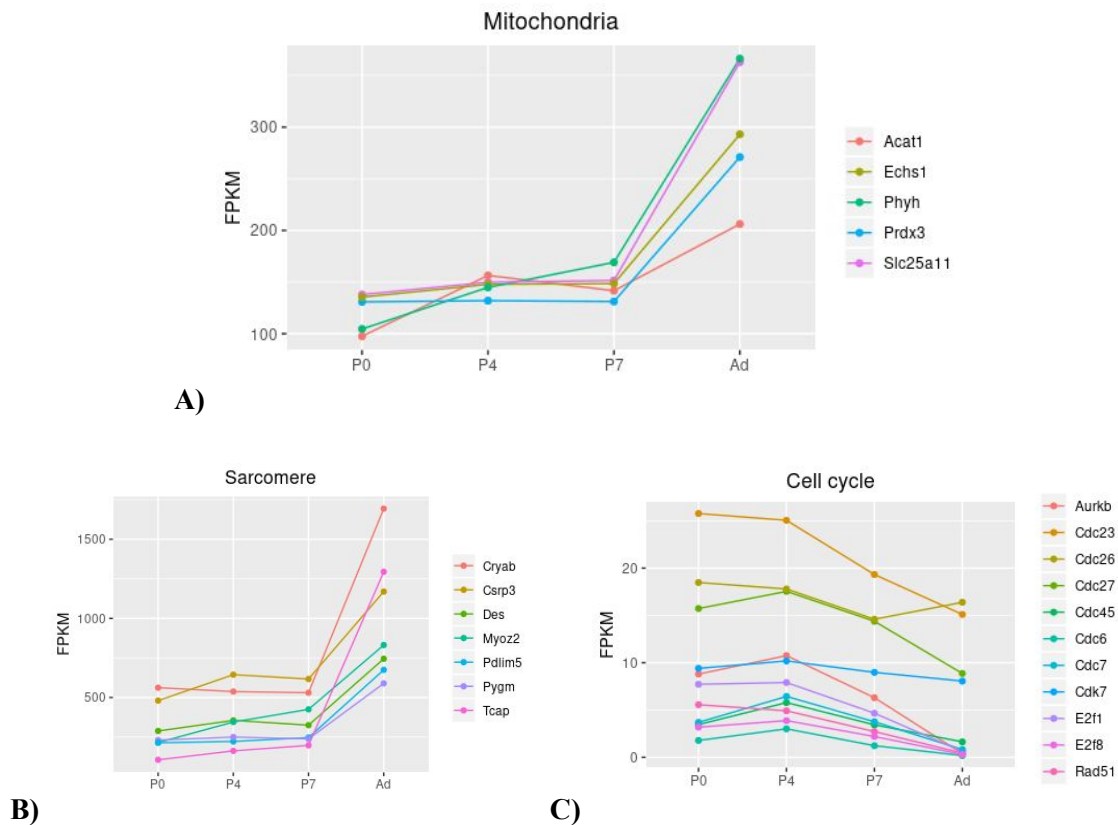 Mitochondria
FPKM
300
200
100
P0 P4 P7 Ad
Acat1
Echs1
Phyh
Prdx3
Slc25a11
A)
Sarcomere
FPKM
1500
1000
500
P0 P4 P7 Ad
Cryab
Csrp3
Des
Myoz2
Pdlim5
Pygm
Tcap
B)
Cell cycle
FPKM
20
10
0
P0 P4 P7 Ad
Aurkb
Cdc23
Cdc26
Cdc27
Cdc45
Cdc6
Cdc7
Cdk7
E2f1
E2f8
Rad51
C)